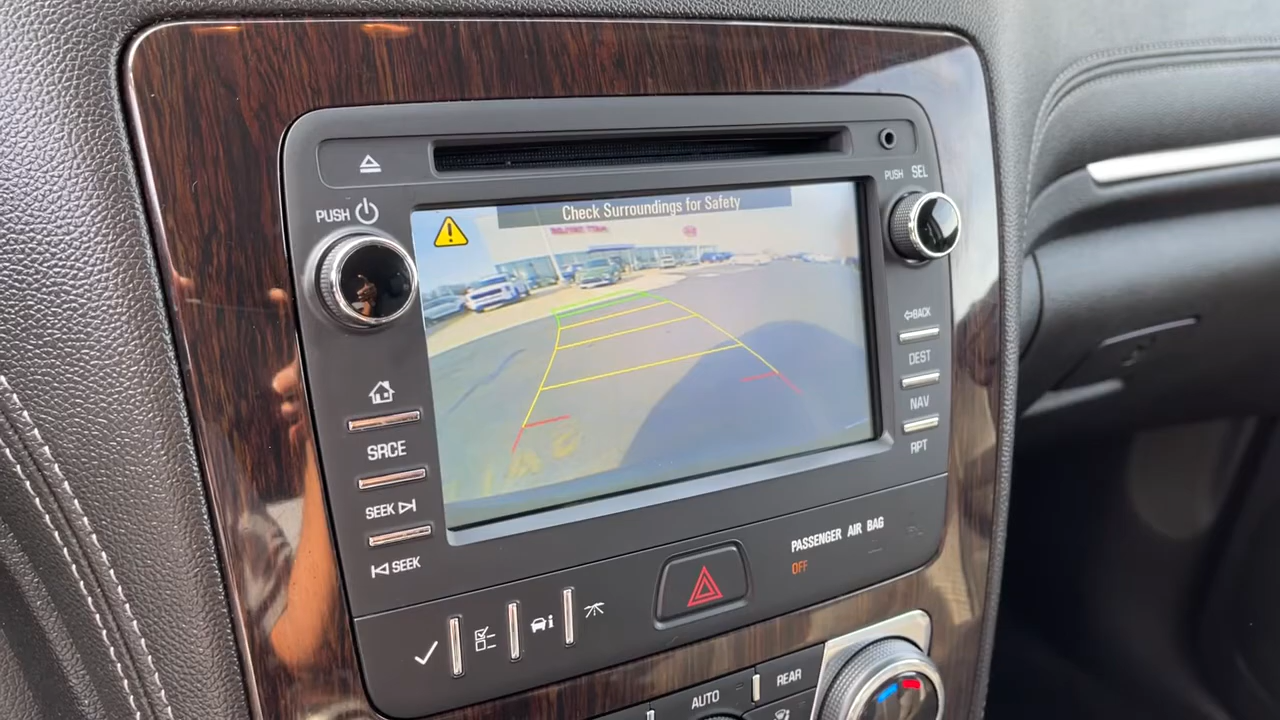 PUSH SEL
PUSH
Check Surroundings for Safety
BACK
DEST
NAV
RPT
SRCE
SEEK
SEEK
PASSENGER AIR BAG
OFF
i
REAR
AUTO